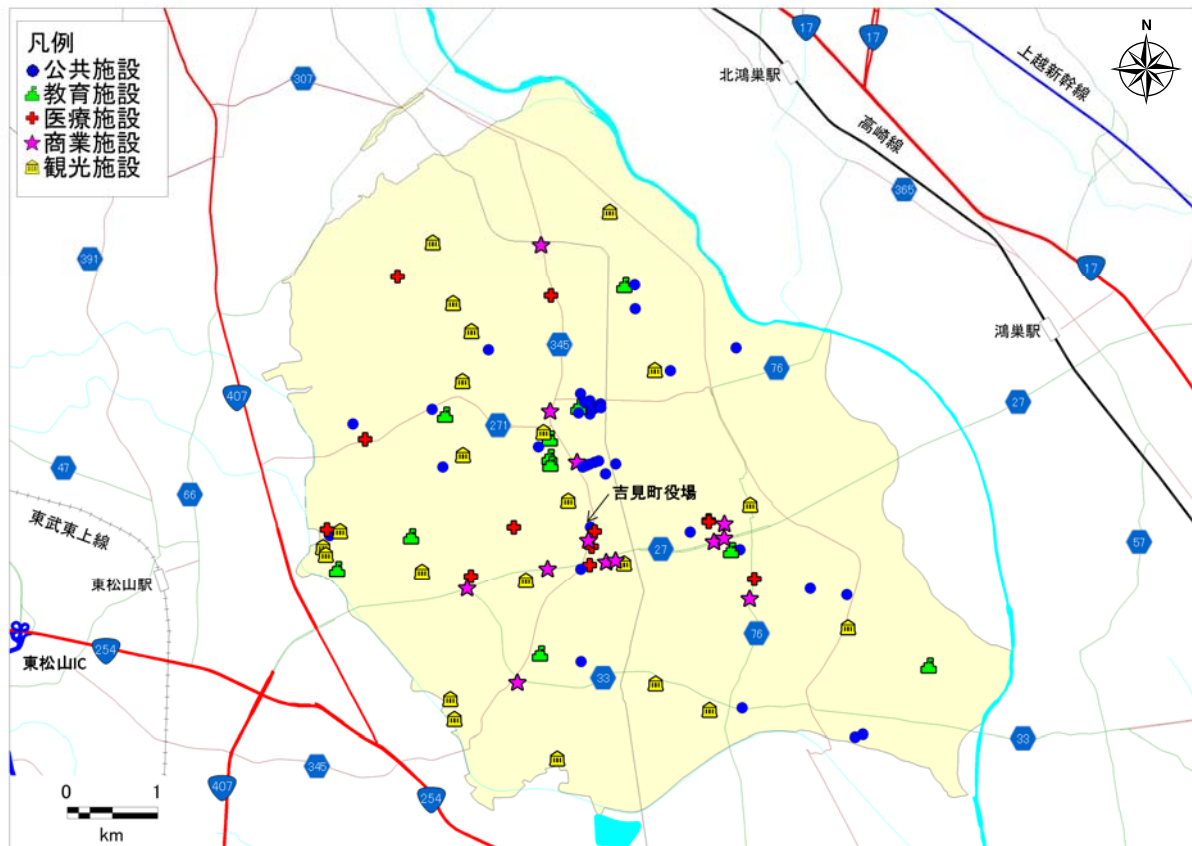 凡例
公共施設
教育施設
医療施設
商業施設
観光施設
N
17
17
上越新幹線
北鴻巣駅
307
高崎線
365
391
17
鴻巣駅
345
76
407
27
271
47
66
吉見町役場
東武東上線
27
57
東松山駅
76
254
東松山IC
33
33
345
407
254
0 1
km